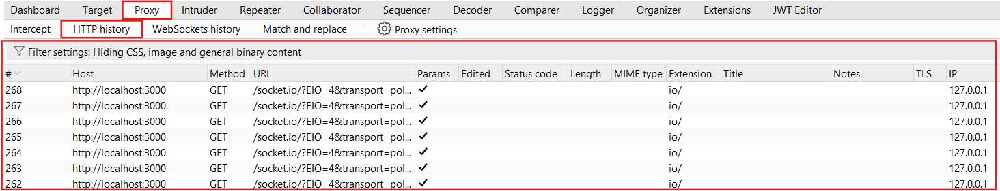 Dashboard Target Proxy Intruder Repeater Collaborator Sequencer Decoder Comparer Logger Organizer Extensions JWT Editor
Intercept HTTP history WebSockets history Match and replace Proxy settings
Filter settings: Hiding CSS, image and general binary content
# Host Method URL Params Edited Status code Length MIME type Extension Title Notes TLS IP
268 http://localhost:3000 GET /socket.io/?EIO=4&transport=pol... ✓ io/ 127.0.0.1
267 http://localhost:3000 GET /socket.io/?EIO=4&transport=pol... ✓ io/ 127.0.0.1
266 http://localhost:3000 GET /socket.io/?EIO=4&transport=pol... ✓ io/ 127.0.0.1
265 http://localhost:3000 GET /socket.io/?EIO=4&transport=pol... ✓ io/ 127.0.0.1
264 http://localhost:3000 GET /socket.io/?EIO=4&transport=pol... ✓ io/ 127.0.0.1
263 http://localhost:3000 GET /socket.io/?EIO=4&transport=pol... ✓ io/ 127.0.0.1
262 http://localhost:3000 GET /socket.io/?EIO=4&transport=pol... ✓ io/ 127.0.0.1